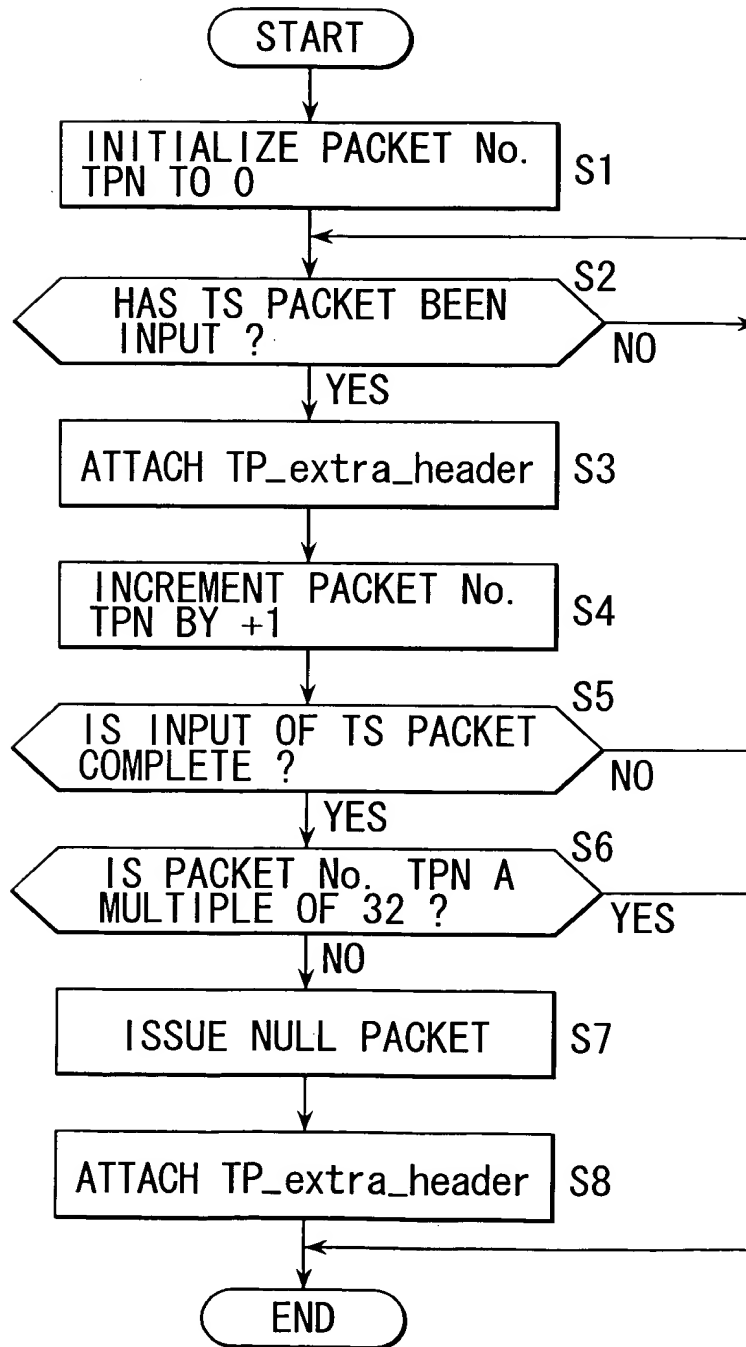 START
INITIALIZE PACKET No.
TPN TO 0
S1
S2
HAS TS PACKET BEEN
INPUT ?
NO
YES
ATTACH TP_extra_header
S3
INCREMENT PACKET No.
TPN BY +1
S4
S5
IS INPUT OF TS PACKET
COMPLETE ?
NO
YES
S6
IS PACKET No. TPN A
MULTIPLE OF 32 ?
YES
NO
ISSUE NULL PACKET
S7
ATTACH TP_extra_header
S8
END